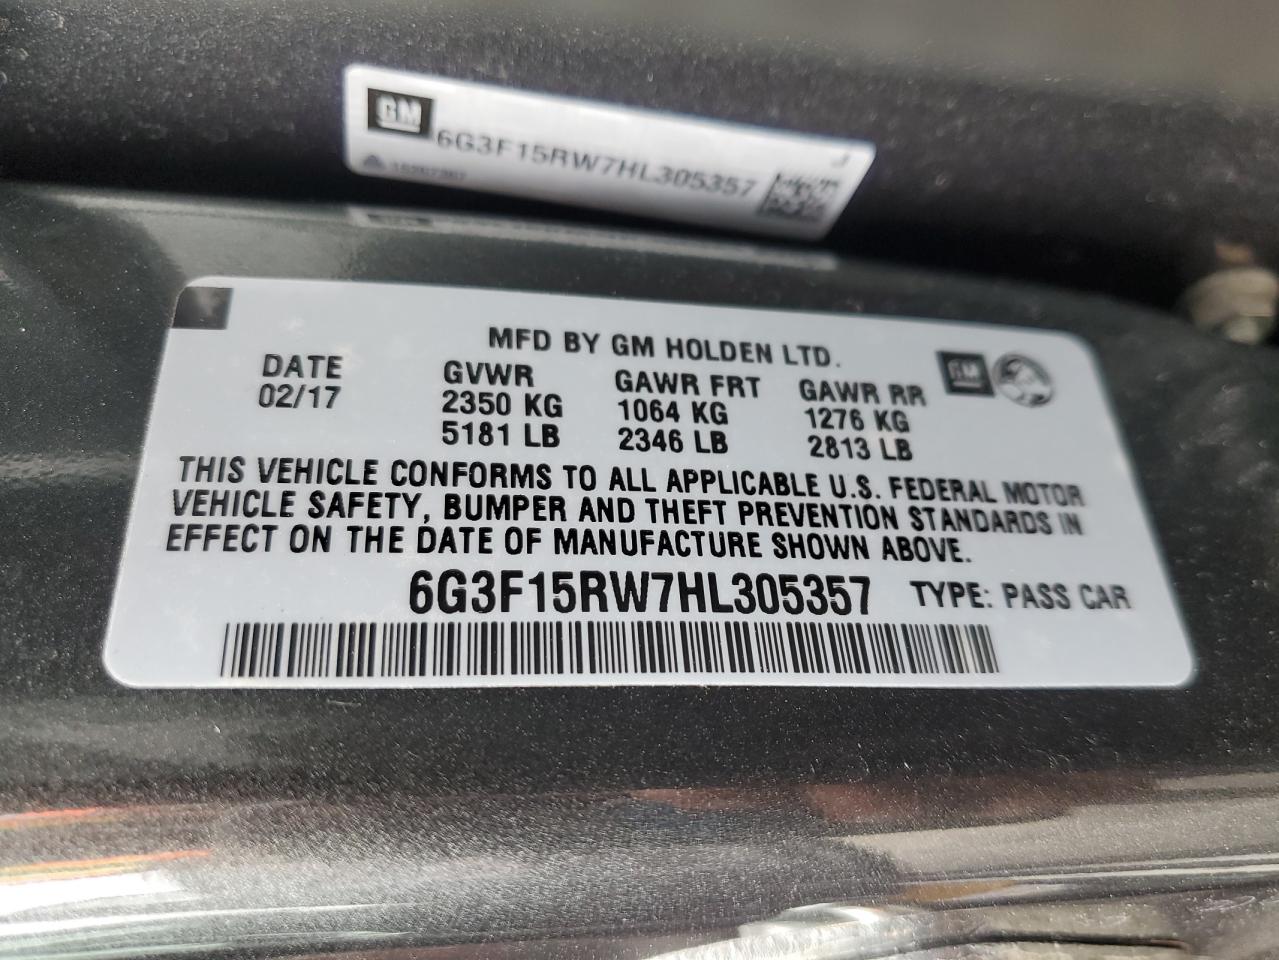 GM
6G3F15RW7HL305357
MFD BY GM HOLDEN LTD.
GM
DATE GVWR GAWR FRT GAWR RR
02/17 2350 KG 1064 KG 1276 KG
5181 LB 2346 LB 2813 LB
THIS VEHICLE CONFORMS TO ALL APPLICABLE U.S. FEDERAL MOTOR
VEHICLE SAFETY, BUMPER AND THEFT PREVENTION STANDARDS IN
EFFECT ON THE DATE OF MANUFACTURE SHOWN ABOVE.
6G3F15RW7HL305357 TYPE: PASS CAR